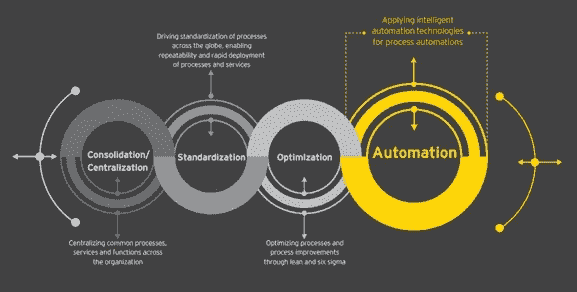 Driving standardization of processes
across the globe, enabling
repeatability and rapid deployment
of processes and services
Applying intelligent
automation technologies
for process automations
Consolidation/
Centralization
Standardization
Optimization
Automation
Centralizing common processes,
services and functions across
the organization
Optimizing processes and
process improvements
through lean and six sigma